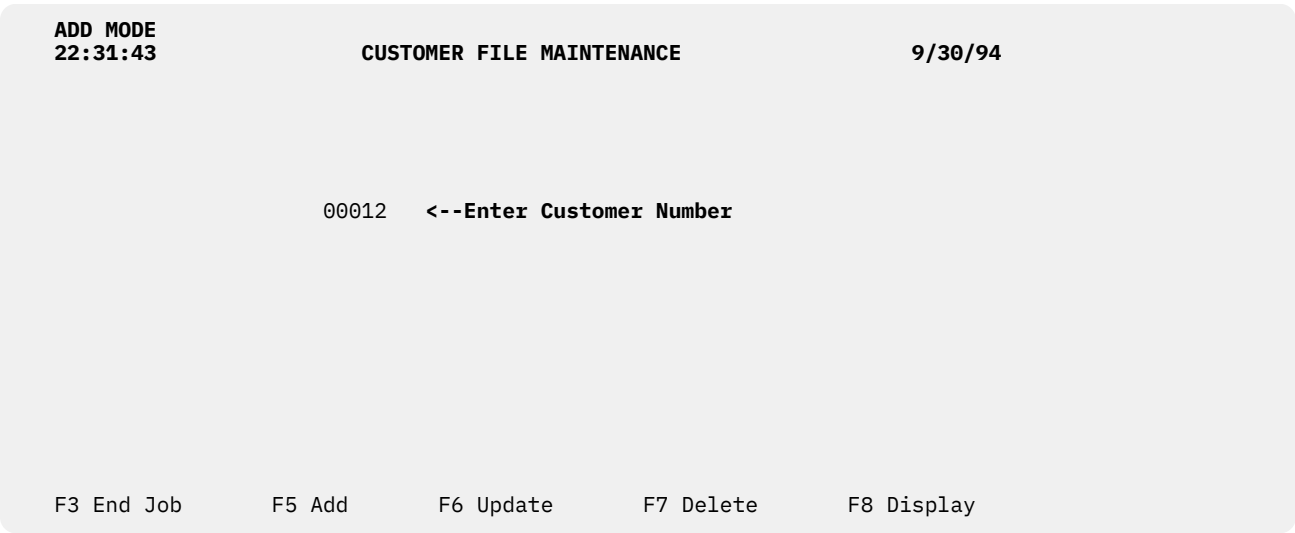 ADD MODE
22:31:43 CUSTOMER FILE MAINTENANCE 9/30/94
00012 <--Enter Customer Number
F3 End Job F5 Add F6 Update F7 Delete F8 Display